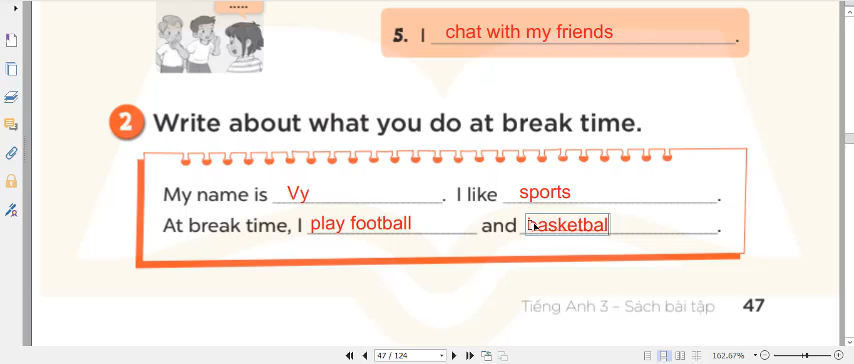 5. I chat with my friends.
2 Write about what you do at break time.
My name is Vy. I like sports.
At break time, I play football and basketbal.
Tiếng Anh 3 – Sách bài tập 47
47 / 124 162.67%